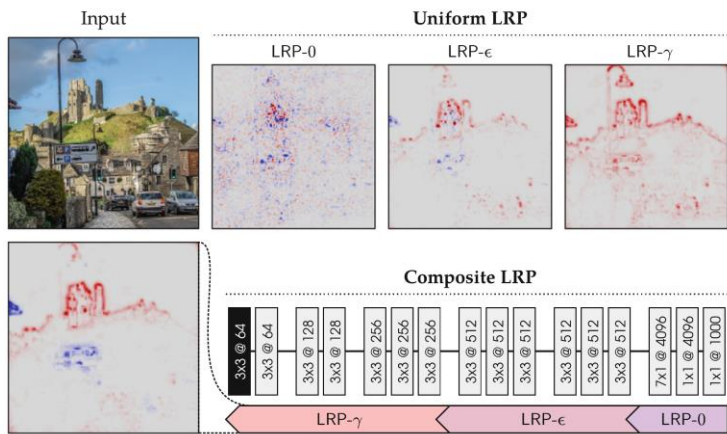 Input
Uniform LRP
LRP-0
LRP-ϵ
LRP-γ
Composite LRP
3x3 @ 64
3x3 @ 64
3x3 @ 128
3x3 @ 128
3x3 @ 256
3x3 @ 256
3x3 @ 256
3x3 @ 512
3x3 @ 512
3x3 @ 512
3x3 @ 512
3x3 @ 512
3x3 @ 512
7x1 @ 4096
1x1 @ 4096
1x1 @ 1000
LRP-γ
LRP-ϵ
LRP-0